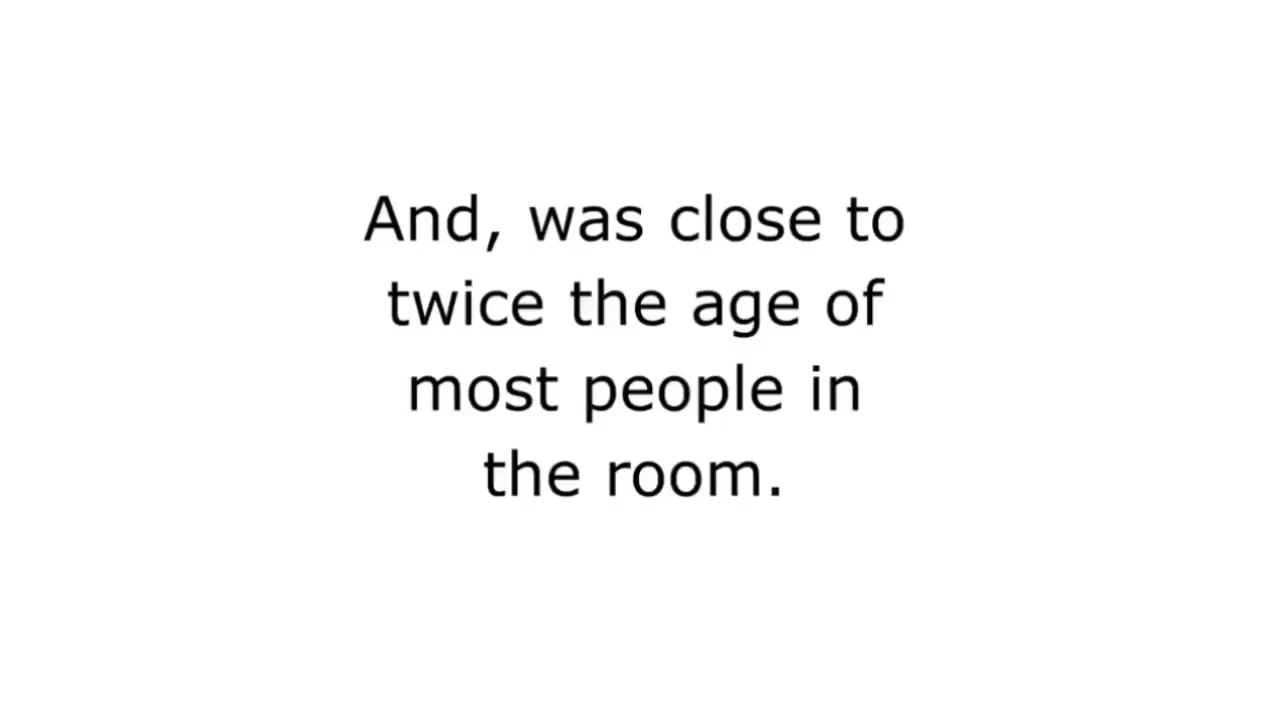 And, was close to
twice the age of
most people in
the room.